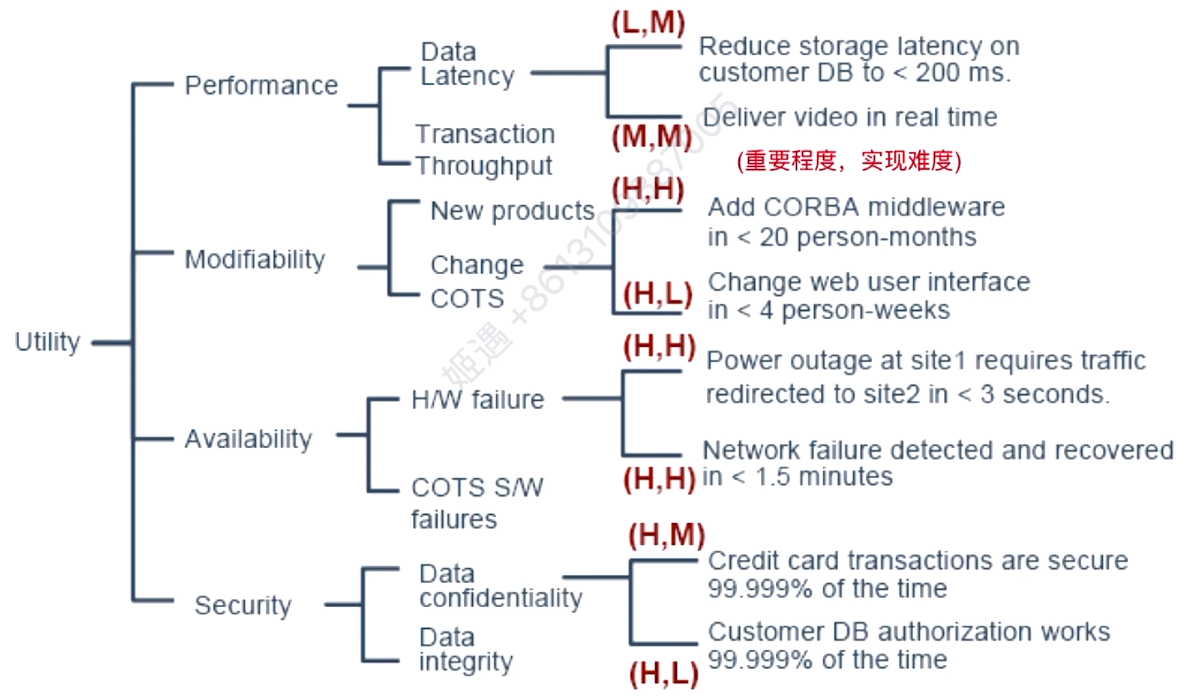 (L,M)
Data
Latency
Reduce storage latency on
customer DB to < 200 ms.
Performance
Deliver video in real time
Transaction
Throughput
(M,M)
(重要程度，实现难度)
(H,H)
New products
Add CORBA middleware
in < 20 person-months
Modifiability
Change
COTS
(H,L)
Change web user interface
in < 4 person-weeks
Utility
(H,H)
Power outage at site1 requires traffic
redirected to site2 in < 3 seconds.
H/W failure
Availability
Network failure detected and recovered
in < 1.5 minutes
(H,H)
COTS S/W
failures
(H,M)
Credit card transactions are secure
99.999% of the time
Data
confidentiality
Security
Customer DB authorization works
99.999% of the time
Data
integrity
(H,L)